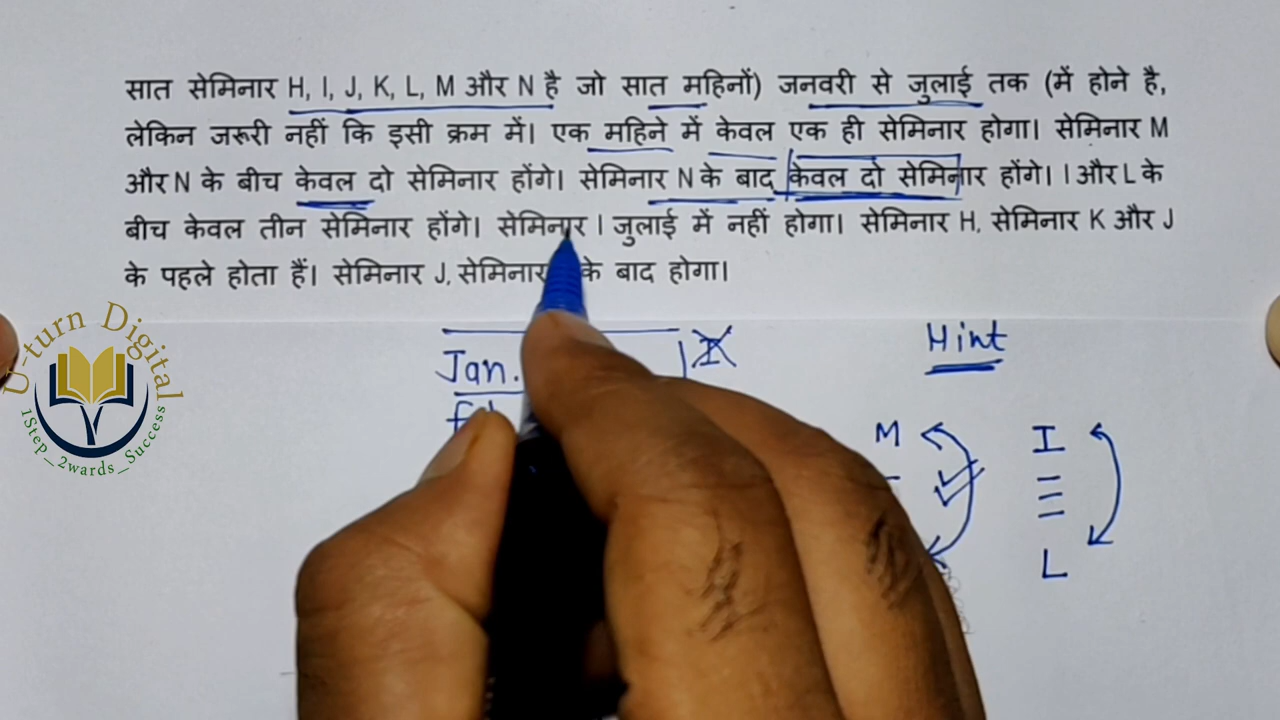 सात सेमिनार H, I, J, K, L, M और N है जो सात महिनों) जनवरी से जुलाई तक (में होने है,
लेकिन जरूरी नहीं कि इसी क्रम में। एक महिने में केवल एक ही सेमिनार होगा। सेमिनार M
और N के बीच केवल दो सेमिनार होंगे। सेमिनार N के बाद केवल दो सेमिनार होंगे। I और L के
बीच केवल तीन सेमिनार होंगे। सेमिनार I जुलाई में नहीं होगा। सेमिनार H, सेमिनार K और J
के पहले होता हैं। सेमिनार J, सेमिनार के बाद होगा।
U-turn Digital
1Step_2wards_Success
Jan. I
Hint
M I
L